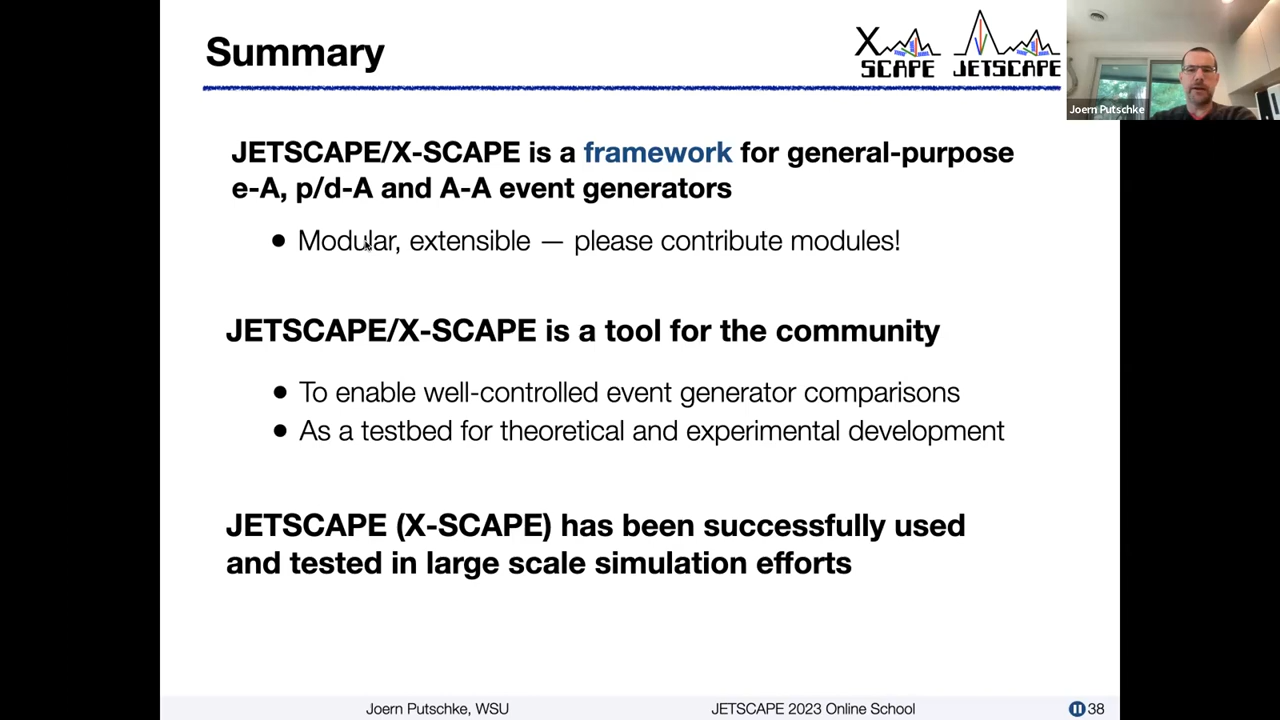 Summary
X
SCAPE
JETSCAPE
Joern Putschke
JETSCAPE/X-SCAPE is a framework for general-purpose
e-A, p/d-A and A-A event generators
● Modular, extensible — please contribute modules!
JETSCAPE/X-SCAPE is a tool for the community
● To enable well-controlled event generator comparisons
● As a testbed for theoretical and experimental development
JETSCAPE (X-SCAPE) has been successfully used
and tested in large scale simulation efforts
Joern Putschke, WSU
JETSCAPE 2023 Online School
38